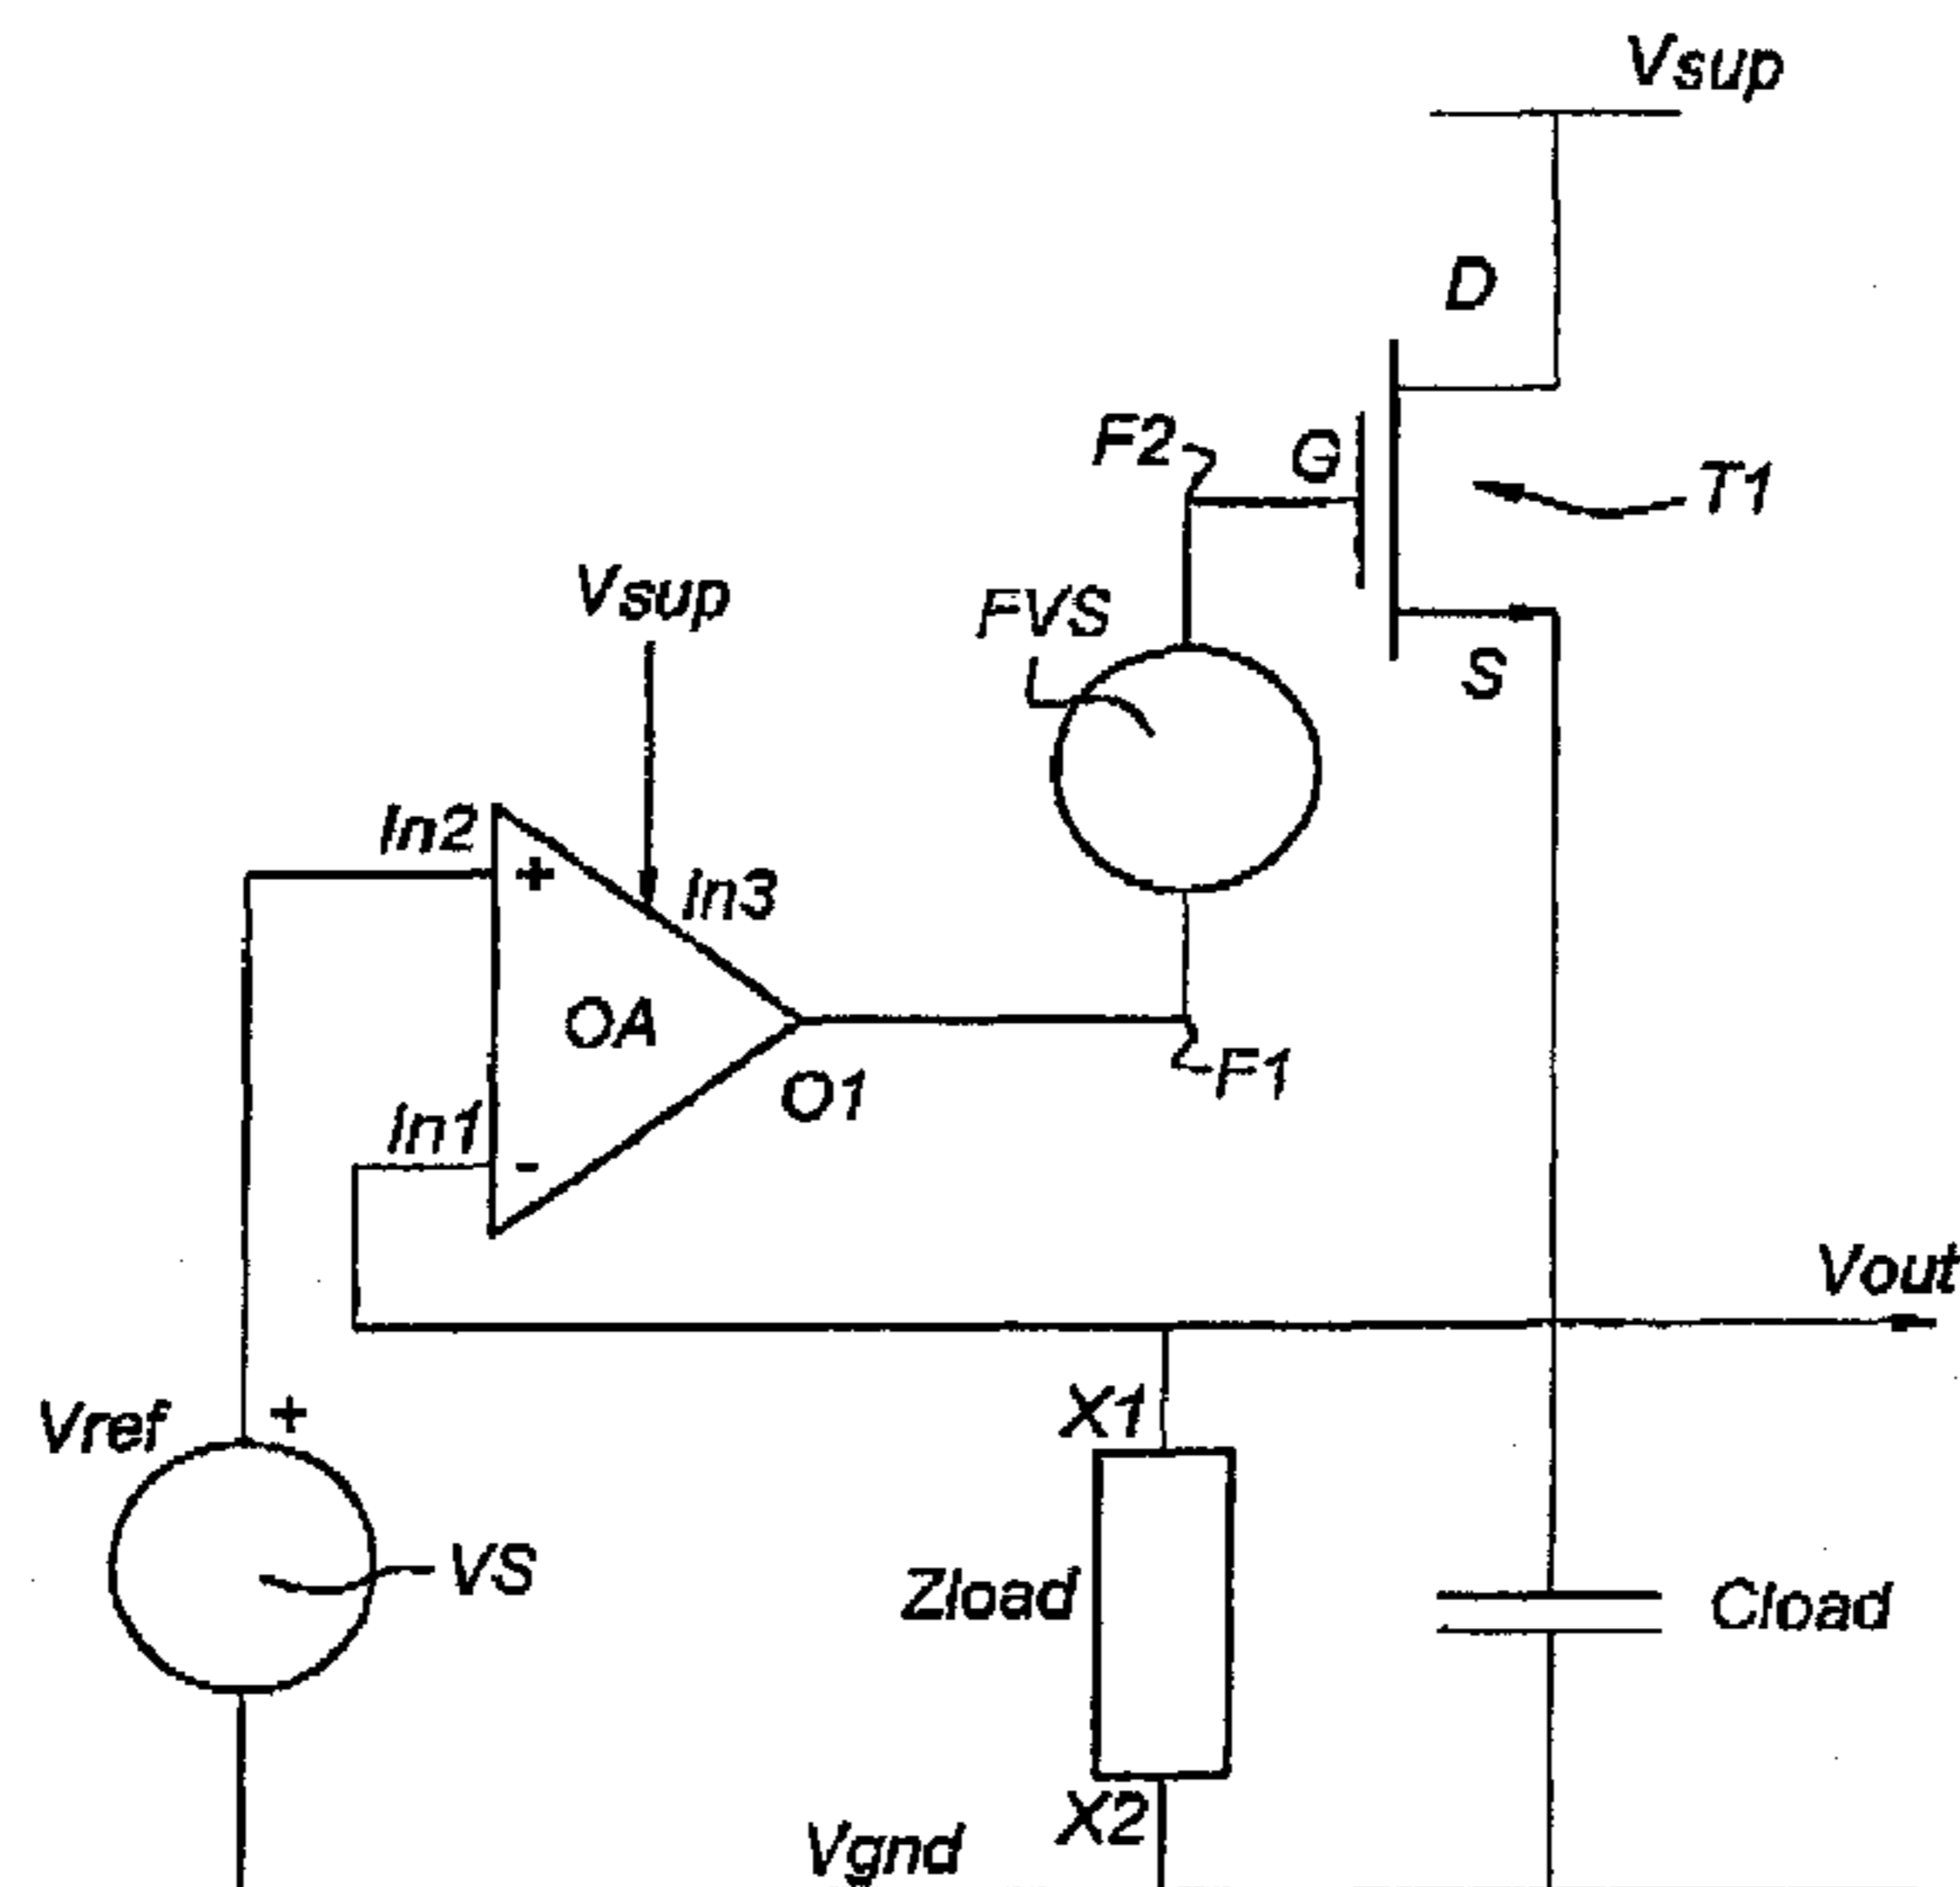 Vsup
D
F2
G
T1
Vsup
FVS
S
In2
+
In3
OA
F1
O1
In1
-
Vout
X1
Vref
+
VS
Zload
Cload
X2
Vgnd